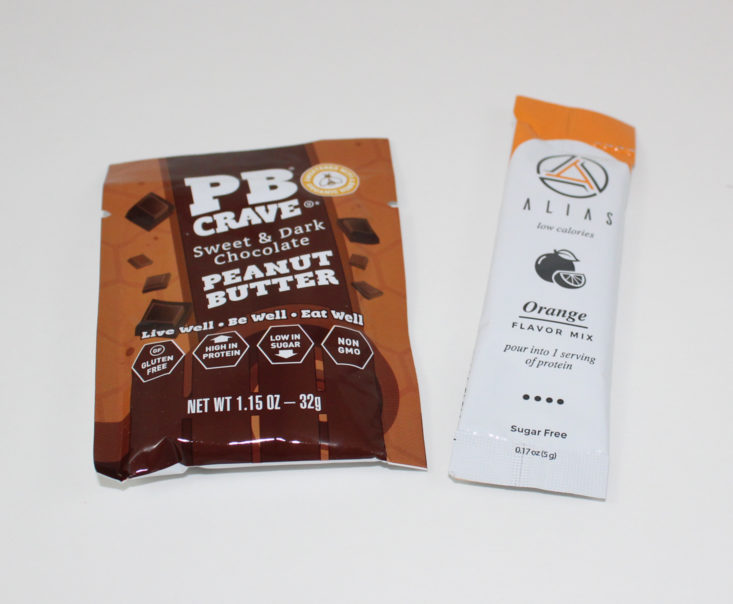 PB
CRAVE®*
Sweet & Dark
Chocolate
PEANUT
BUTTER
Live Well • Be Well • Eat Well
GF
GLUTEN
FREE
HIGH IN
PROTEIN
LOW IN
SUGAR
NON
GMO
NET WT 1.15 OZ – 32g
ALIAS
low calories
Orange
FLAVOR MIX
pour into 1 serving
of protein
Sugar Free
0.17 oz (5 g)